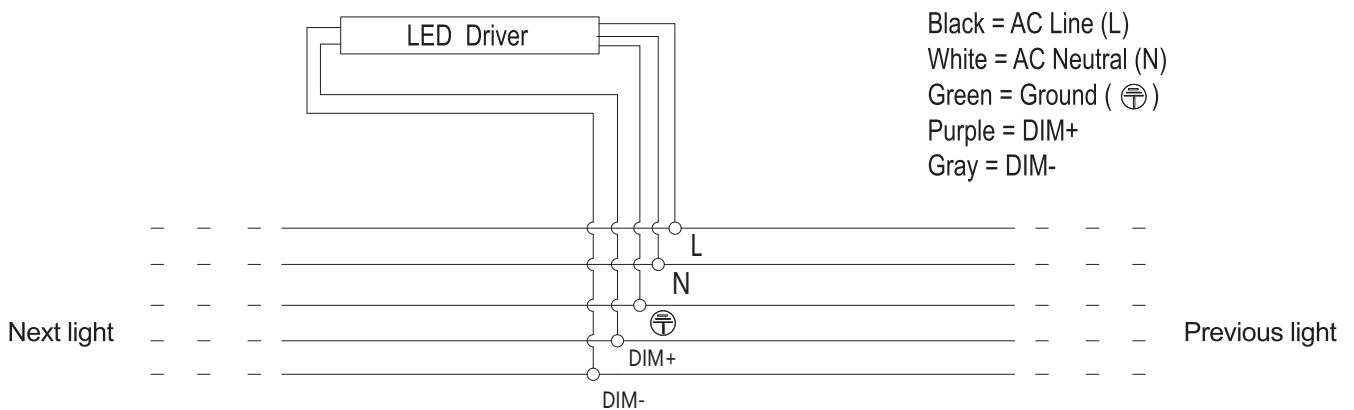 LED Driver
Black = AC Line (L)
White = AC Neutral (N)
Green = Ground ( ⏚ )
Purple = DIM+
Gray = DIM-
L
N
Next light
Previous light
DIM+
DIM-